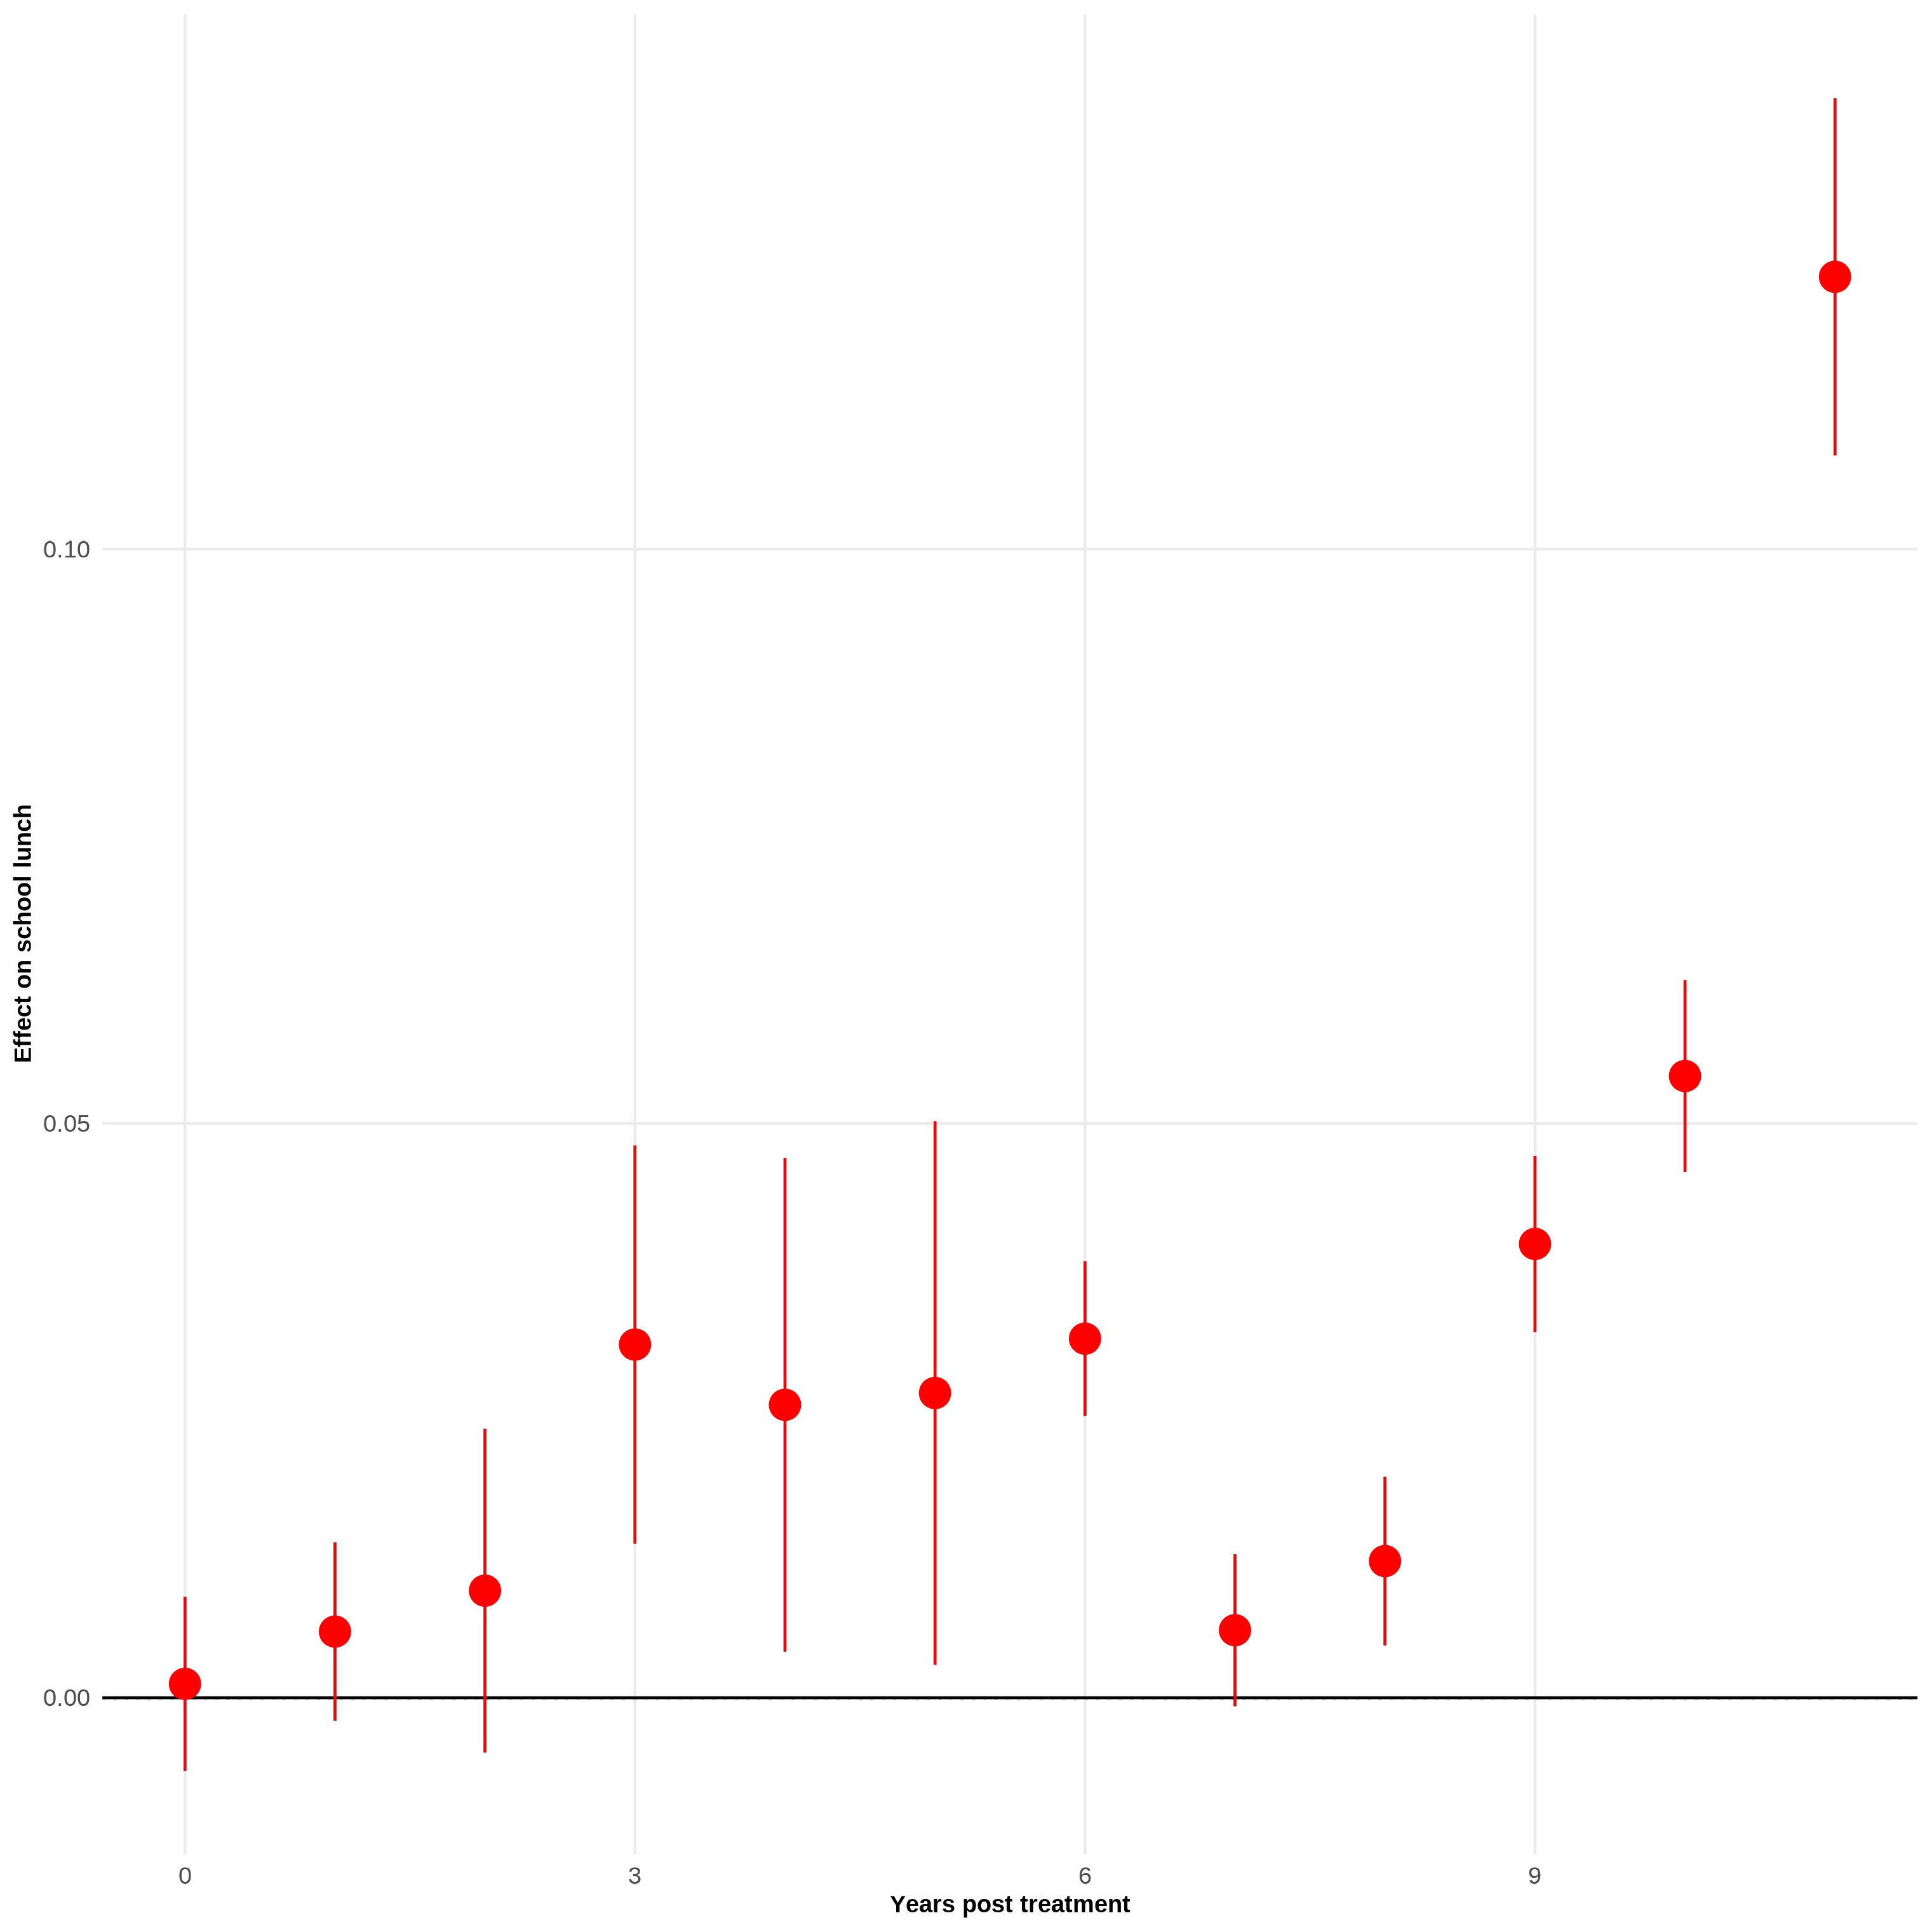 Effect on school lunch
0.10
0.05
0.00
0 3 6 9
Years post treatment